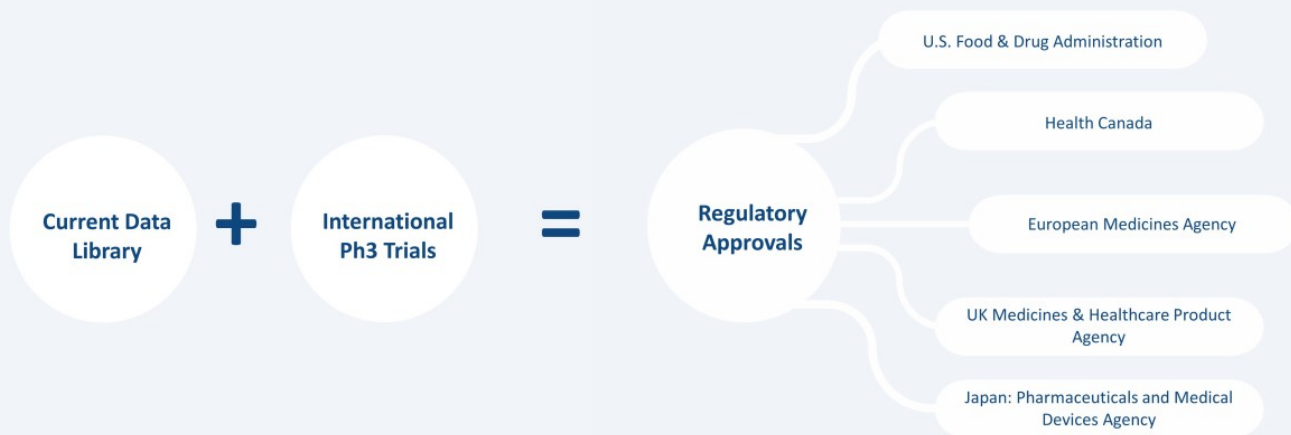 U.S. Food & Drug Administration
Health Canada
Current Data
Library
+
International
Ph3 Trials
=
Regulatory
Approvals
European Medicines Agency
UK Medicines & Healthcare Product
Agency
Japan: Pharmaceuticals and Medical
Devices Agency